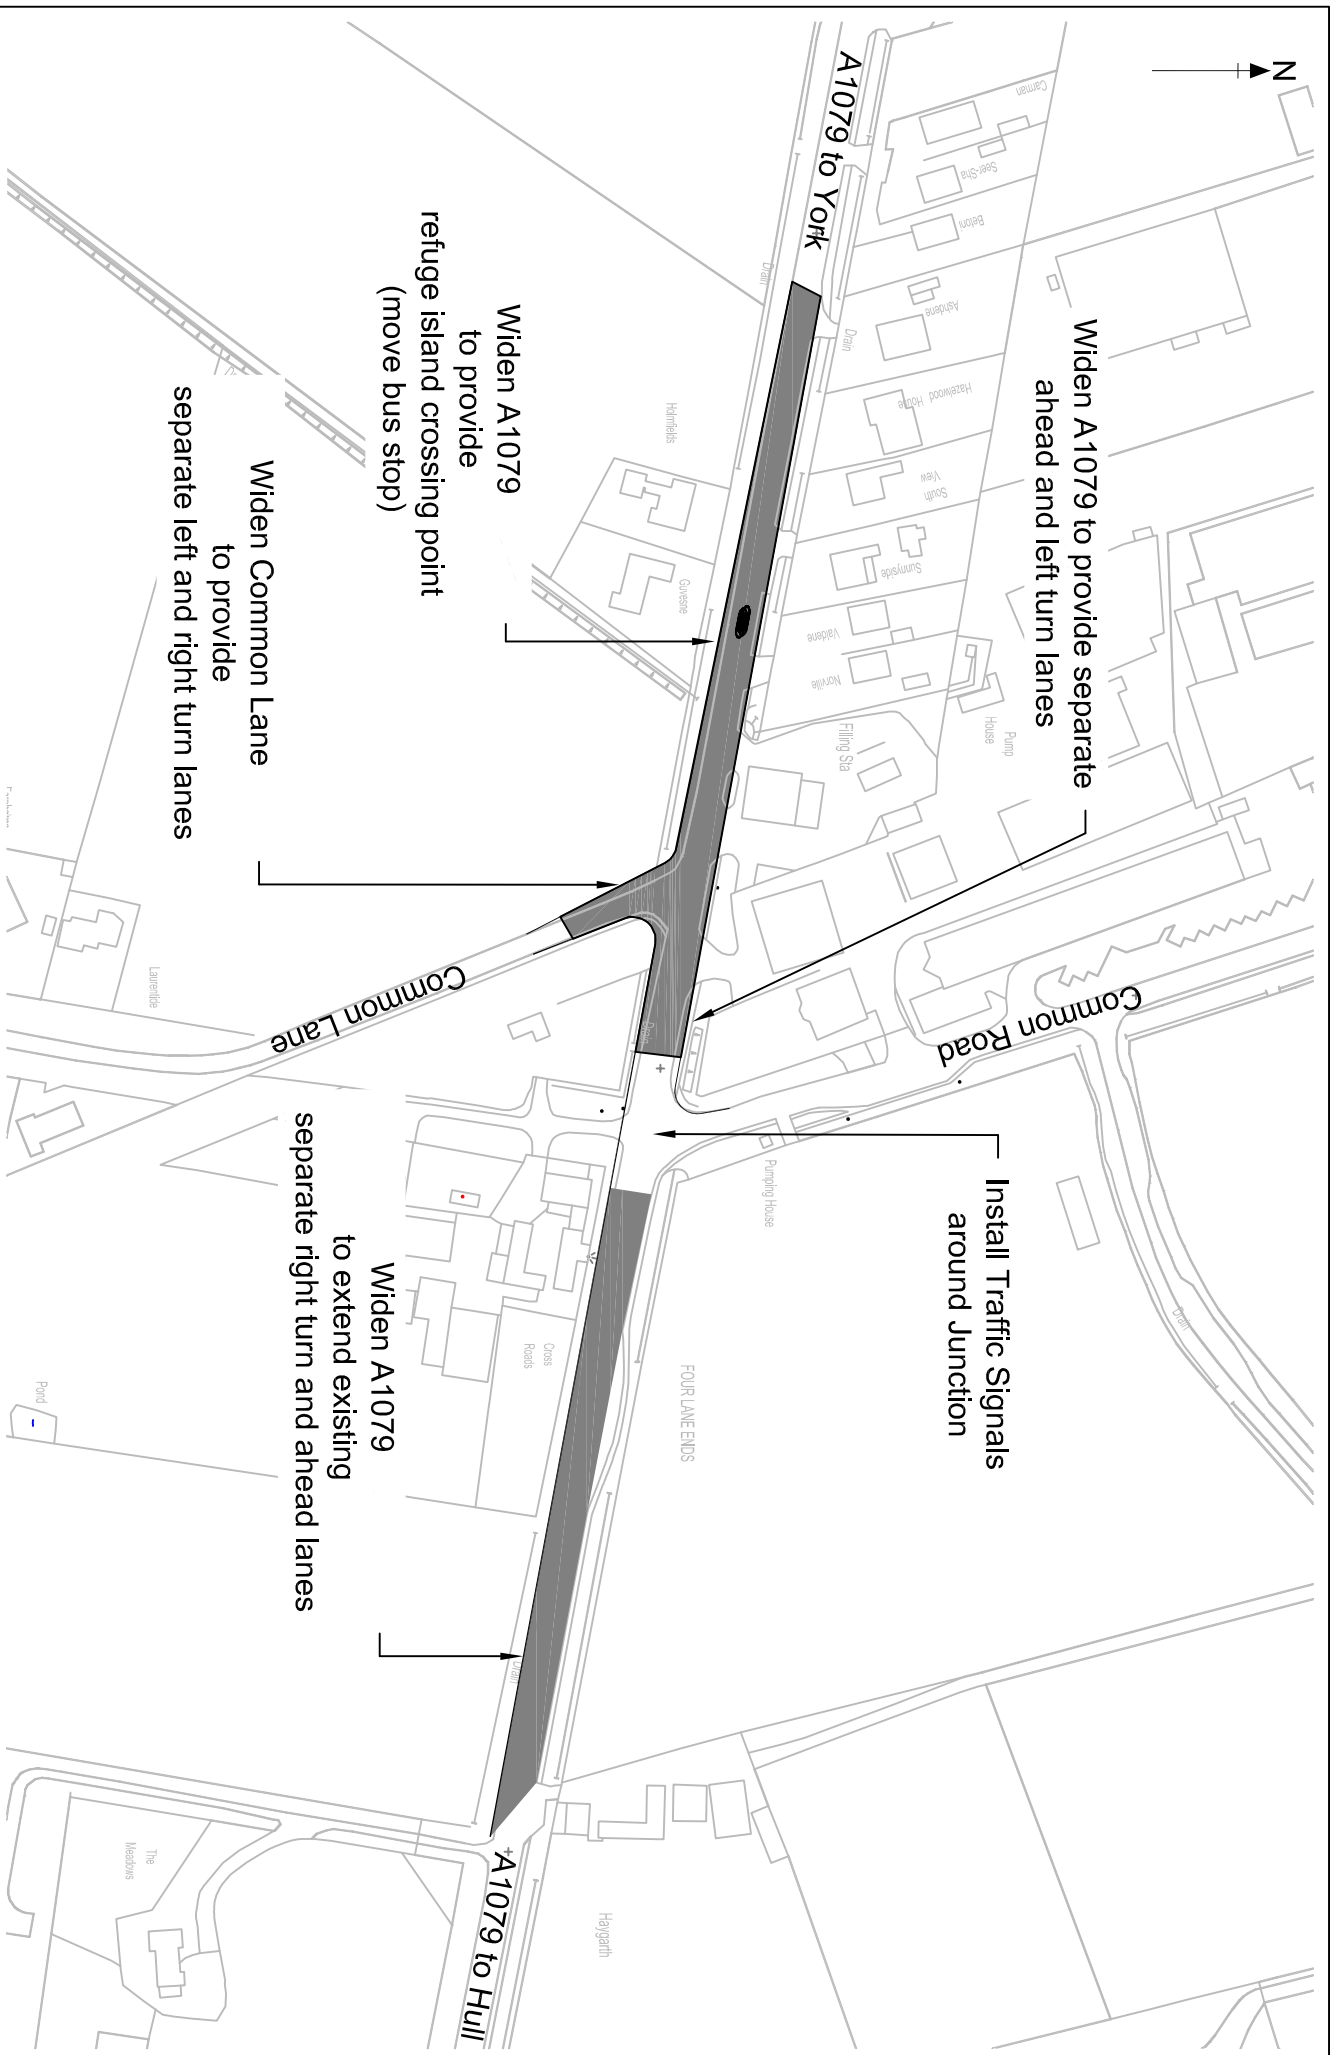 N
A1079 to York
Carman
Seer-Sha
Beloni
Ashdene
Hazelwood House
South
View
Sunnyside
Valdene
Norville
Filling Sta
Pump
House
Drain
Drain
Widen A1079 to provide separate
ahead and left turn lanes
Widen A1079
to provide
refuge island crossing point
(move bus stop)
Holmfields
Guvesne
Widen Common Lane
to provide
separate left and right turn lanes
Common Road
Common Lane
Laurentide
Drain
Install Traffic Signals
around Junction
Pumping House
Drain
FOUR LANE ENDS
Cross
Roads
Widen A1079
to extend existing
separate right turn and ahead lanes
Pond
Drain
The
Meadows
Haygarth
A1079 to Hull